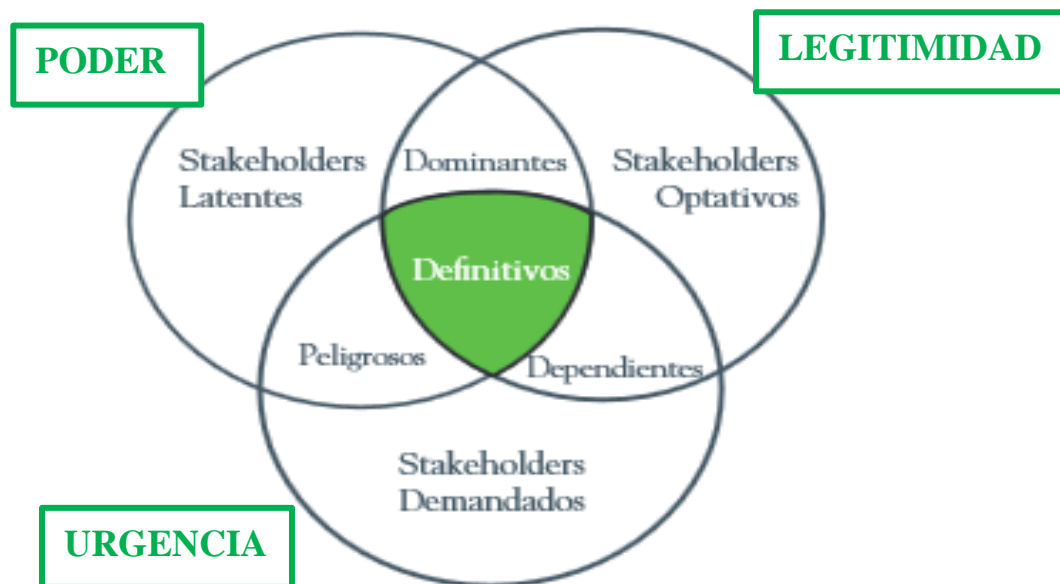 PODER
LEGITIMIDAD
Stakeholders
Latentes
Dominantes
Stakeholders
Optativos
Definitivos
Peligrosos
Dependientes
Stakeholders
Demandados
URGENCIA